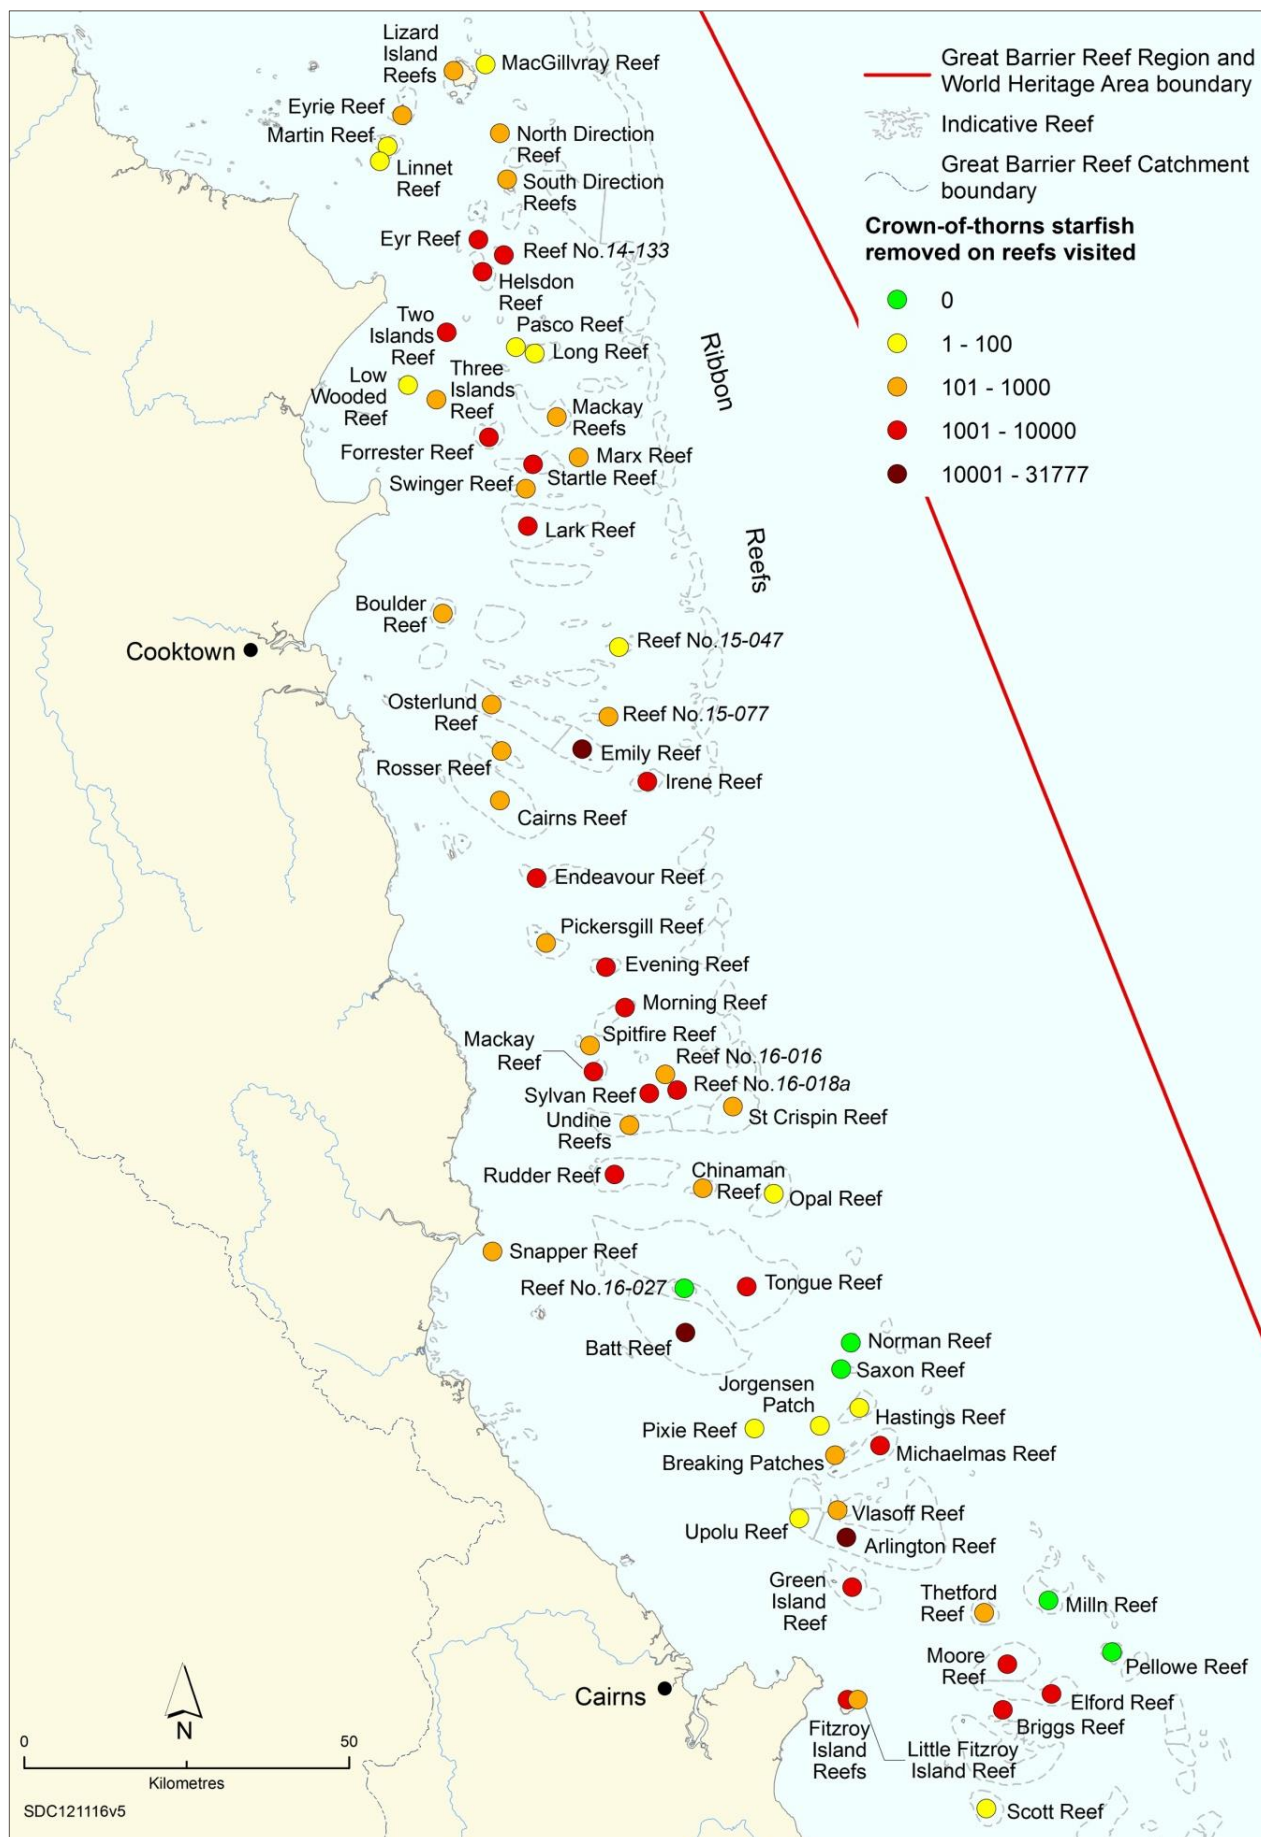 Lizard
Island
Reefs
MacGillvray Reef
Eyrie Reef
Martin Reef
Linnet
Reef
North Direction
Reef
South Direction
Reefs
Eyr Reef
Reef No.14-133
Helsdon
Reef
Two
Islands
Reef
Pasco Reef
Long Reef
Low
Wooded
Reef
Three
Islands
Reef
Mackay
Reefs
Forrester Reef
Marx Reef
Startle Reef
Swinger Reef
Lark Reef
Ribbon
Reefs
Boulder
Reef
Cooktown
Reef No.15-047
Osterlund
Reef
Reef No.15-077
Emily Reef
Rosser Reef
Irene Reef
Cairns Reef
Endeavour Reef
Pickersgill Reef
Evening Reef
Morning Reef
Spitfire Reef
Mackay
Reef
Reef No.16-016
Reef No.16-018a
Sylvan Reef
St Crispin Reef
Undine
Reefs
Rudder Reef
Chinaman
Reef
Opal Reef
Snapper Reef
Reef No.16-027
Tongue Reef
Batt Reef
Norman Reef
Saxon Reef
Jorgensen
Patch
Hastings Reef
Pixie Reef
Michaelmas Reef
Breaking Patches
Vlasoff Reef
Upolu Reef
Arlington Reef
Green
Island
Reef
Thetford
Reef
Milln Reef
Moore
Reef
Pellowe Reef
Cairns
Elford Reef
Briggs Reef
Fitzroy
Island
Reefs
Little Fitzroy
Island Reef
Scott Reef
Great Barrier Reef Region and
World Heritage Area boundary
Indicative Reef
Great Barrier Reef Catchment
boundary
Crown-of-thorns starfish
removed on reefs visited
0
1 - 100
101 - 1000
1001 - 10000
10001 - 31777
N
0 50
Kilometres
SDC121116v5